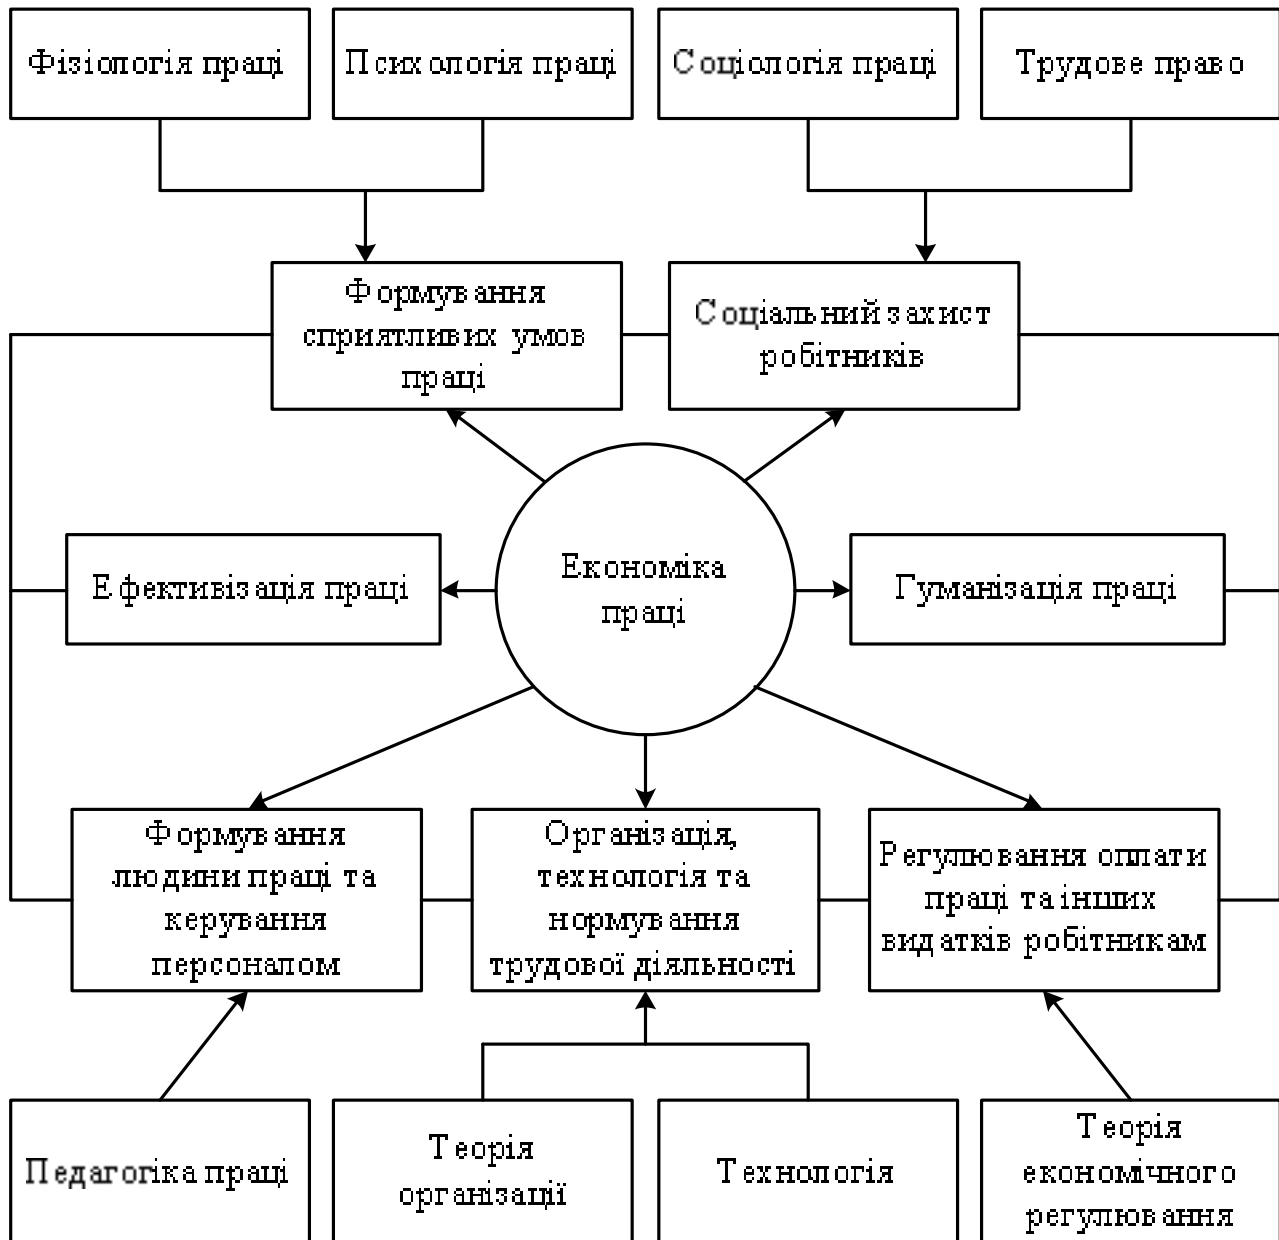 Фізіологія праці
Психологія праці
Соціологія праці
Трудове право
Формування
сприятливих умов
праці
Соціальний захист
робітників
Ефективізація праці
Економіка
праці
Гуманізація праці
Формування
людини праці та
керування
персоналом
Організація,
технологія та
нормування
трудової діяльності
Регулювання оплати
праці та інших
видатків робітникам
Педагогіка праці
Теорія
організації
Технологія
Теорія
економічного
регулювання